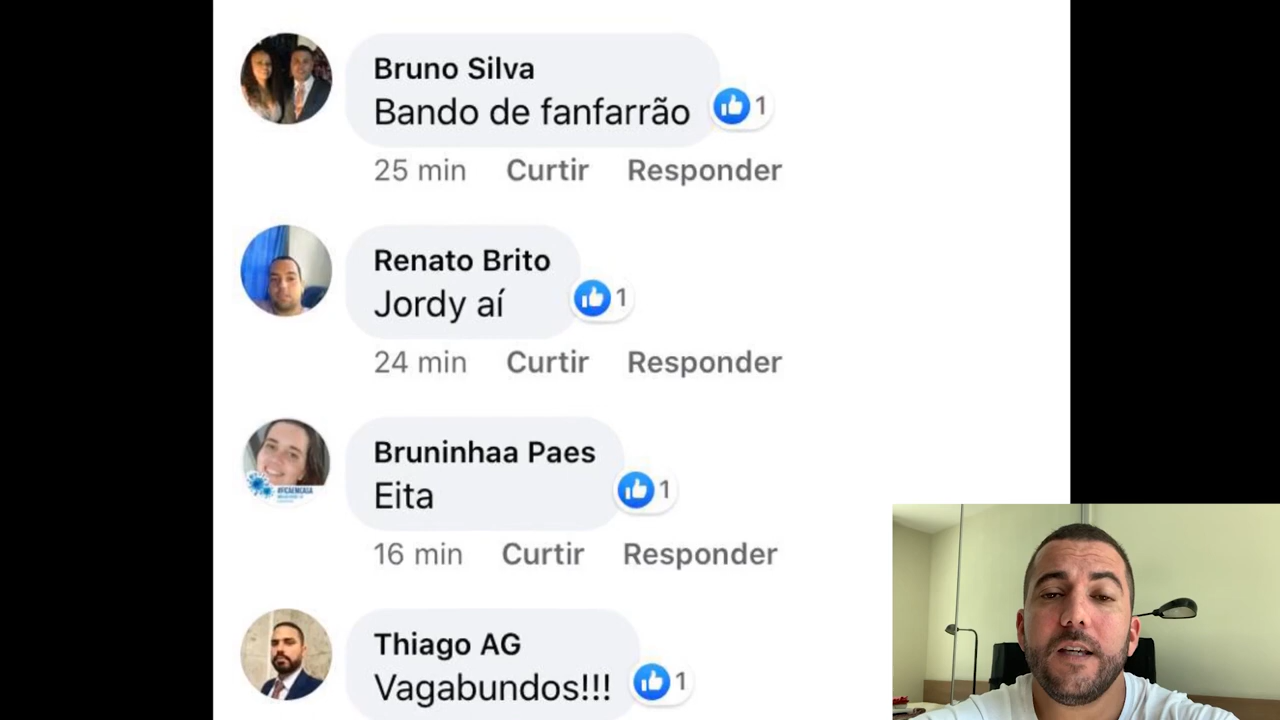 Bruno Silva
Bando de fanfarrão
1
25 min Curtir Responder
Renato Brito
Jordy aí
1
24 min Curtir Responder
Bruninhaa Paes
Eita
1
16 min Curtir Responder
#FICAEMCASA
Thiago AG
Vagabundos!!!
1